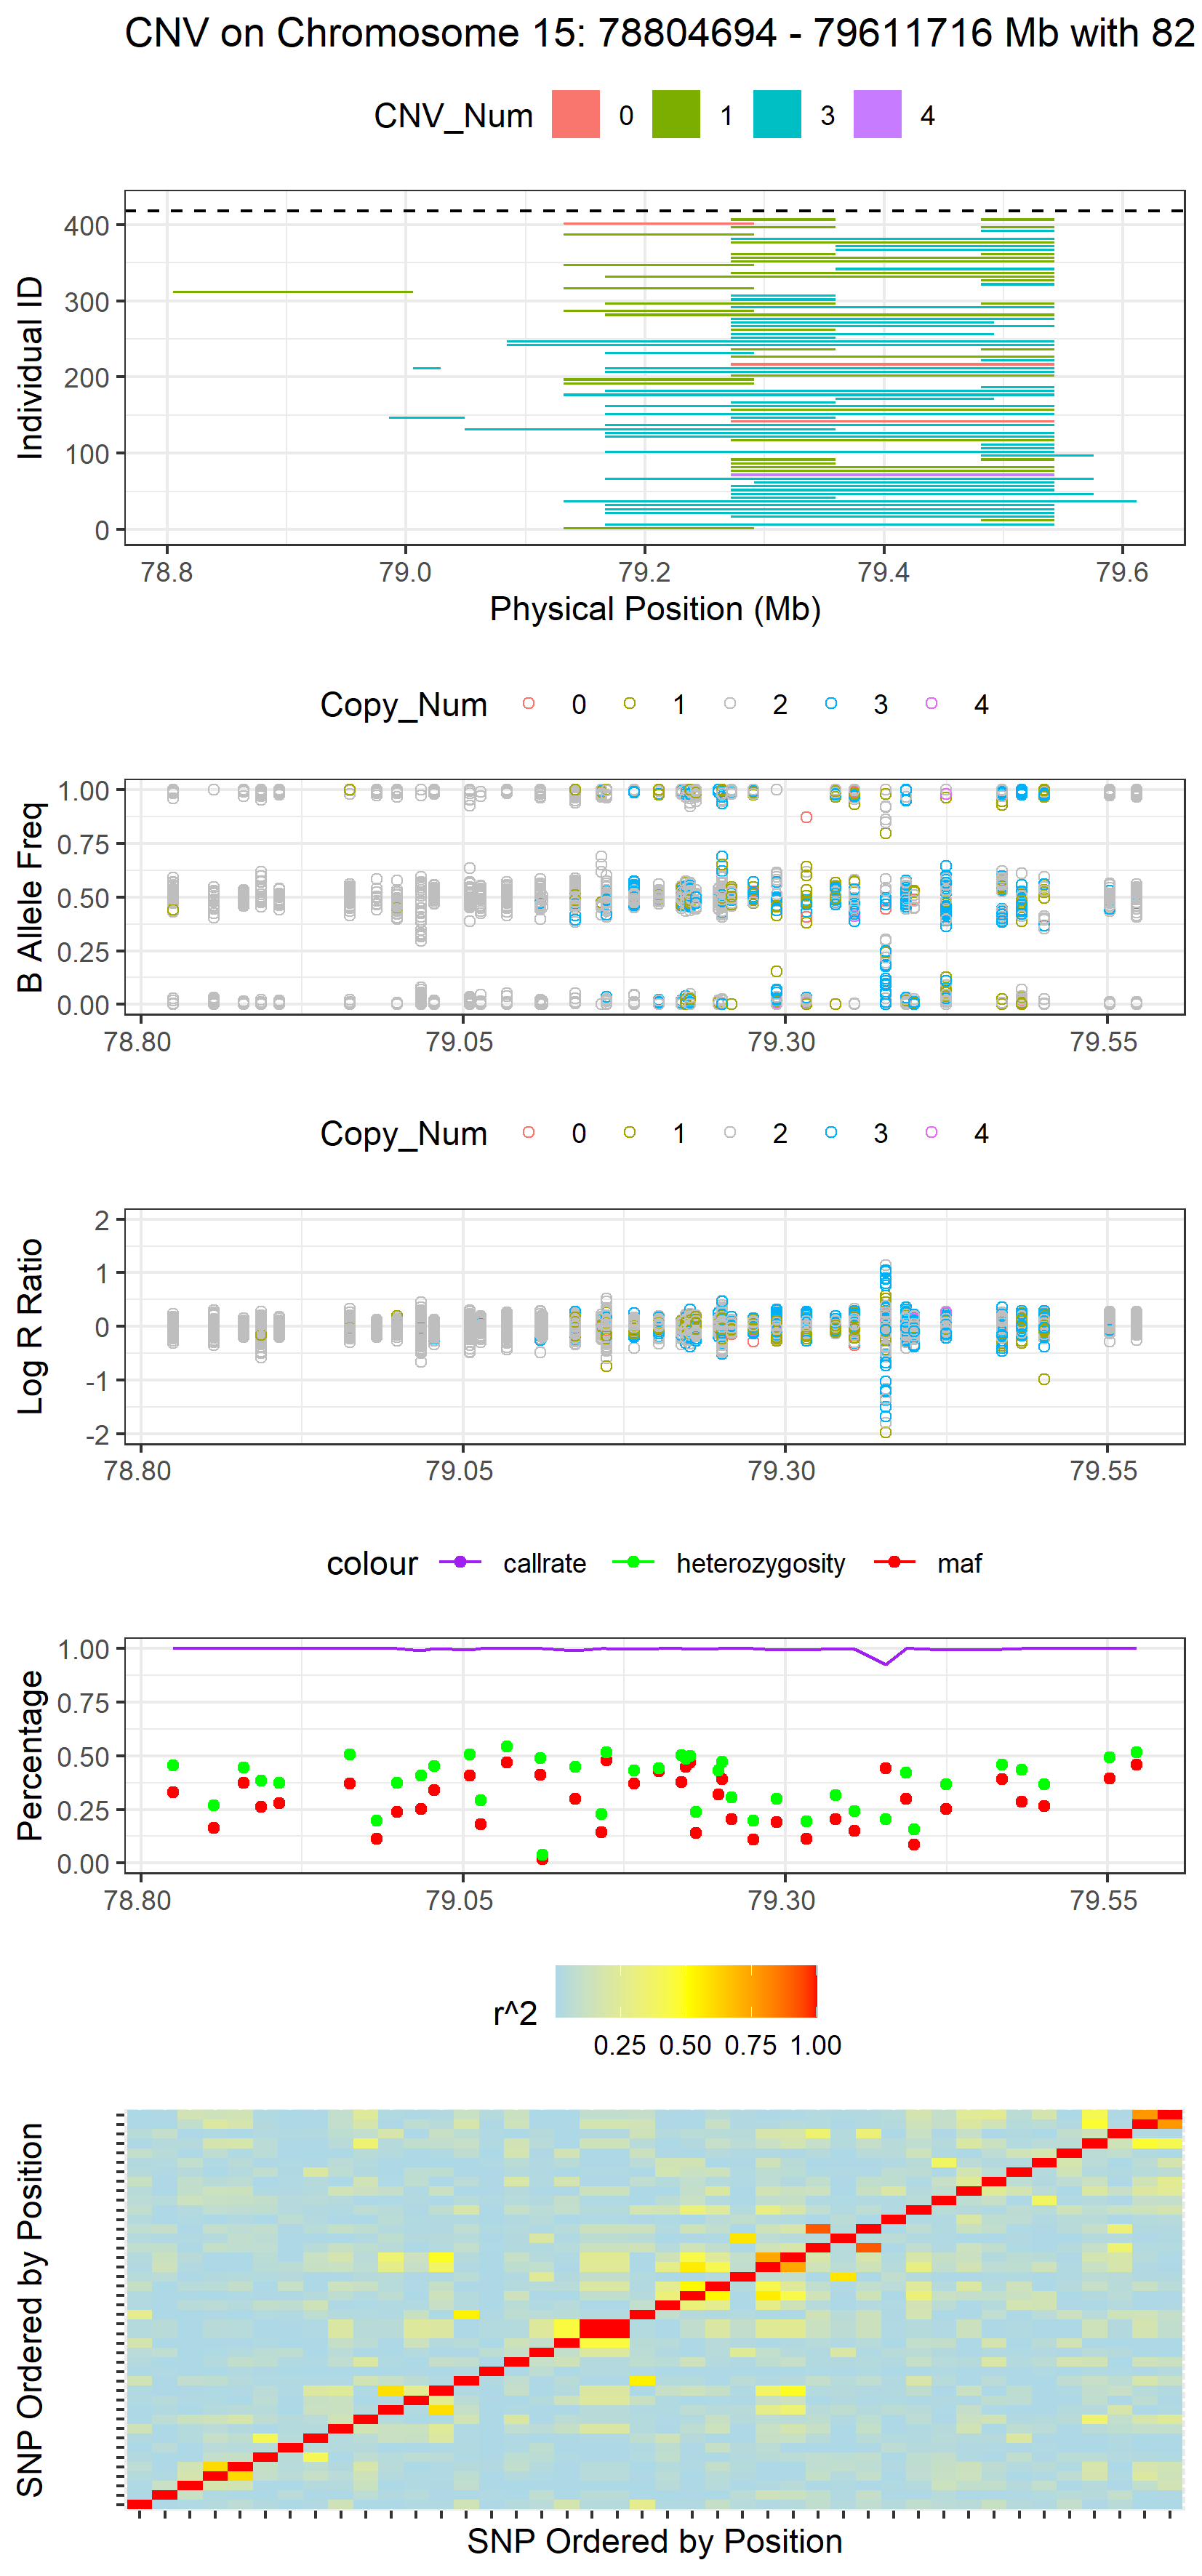 CNV on Chromosome 15: 78804694 - 79611716 Mb with 82
CNV_Num 0 1 3 4
400
300
200
100
0
Individual ID
78.8 79.0 79.2 79.4 79.6
Physical Position (Mb)
Copy_Num 0 1 2 3 4
1.00
0.75
0.50
0.25
0.00
B Allele Freq
78.80 79.05 79.30 79.55
Copy_Num 0 1 2 3 4
2
1
0
-1
-2
Log R Ratio
78.80 79.05 79.30 79.55
colour callrate heterozygosity maf
1.00
0.75
0.50
0.25
0.00
Percentage
78.80 79.05 79.30 79.55
r^2
0.25 0.50 0.75 1.00
SNP Ordered by Position
SNP Ordered by Position